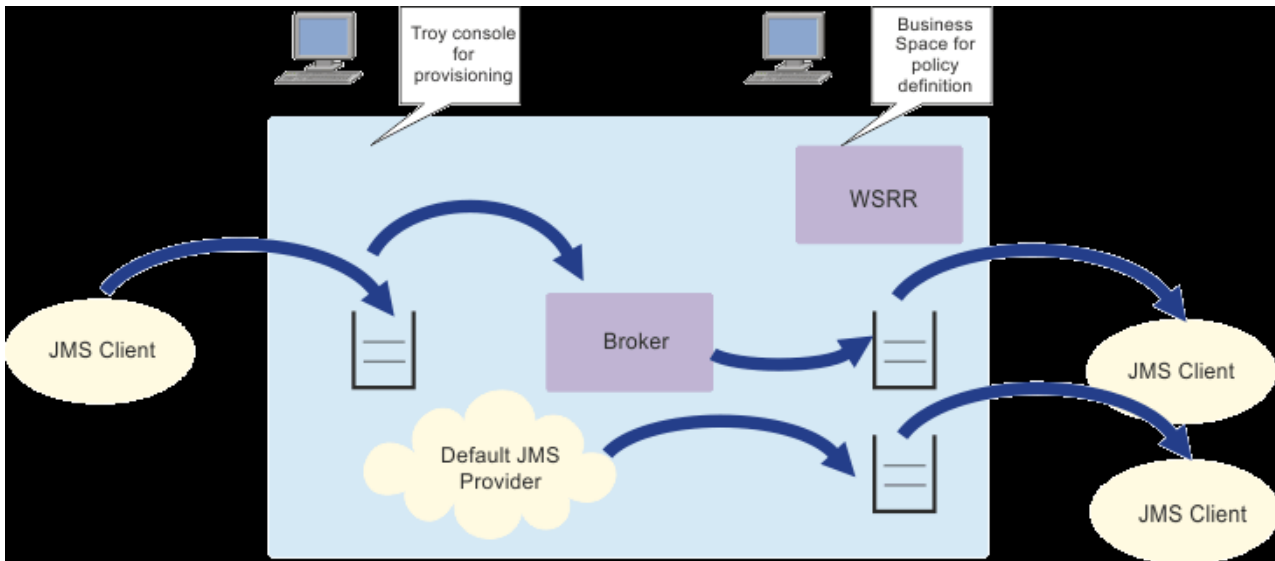 Troy console
for
provisioning
Business
Space for
policy
definition
WSRR
JMS Client
Broker
JMS Client
Default JMS
Provider
JMS Client